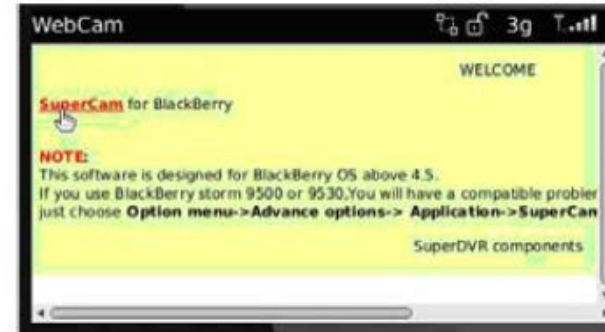 WebCam 3g
WELCOME
SuperCam for BlackBerry
NOTE:
This software is designed for BlackBerry OS above 4.5.
If you use BlackBerry storm 9500 or 9530,You will have a compatible
just choose Option menu->Advance options-> Application->SuperCam
SuperDVR components